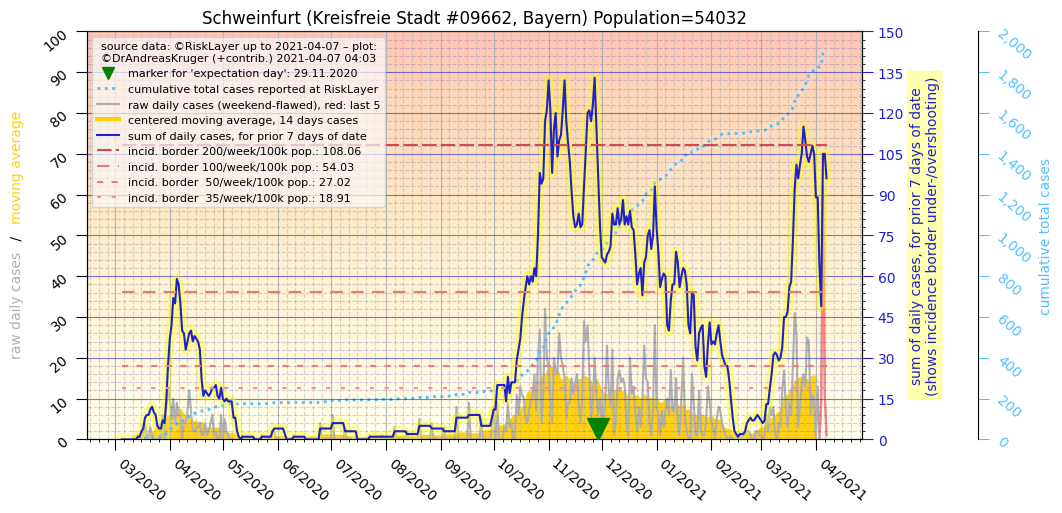 Schweinfurt (Kreisfreie Stadt #09662, Bayern) Population=54032
source data: ©RiskLayer up to 2021-04-07 – plot:
©DrAndreasKruger (+contrib.) 2021-04-07 04:03
marker for 'expectation day': 29.11.2020
cumulative total cases reported at RiskLayer
raw daily cases (weekend-flawed), red: last 5
centered moving average, 14 days cases
sum of daily cases, for prior 7 days of date
incid. border 200/week/100k pop.: 108.06
incid. border 100/week/100k pop.: 54.03
incid. border  50/week/100k pop.: 27.02
incid. border  35/week/100k pop.: 18.91
raw daily cases / moving average
100
90
80
70
60
50
40
30
20
10
0
03/2020
04/2020
05/2020
06/2020
07/2020
08/2020
09/2020
10/2020
11/2020
12/2020
01/2021
02/2021
03/2021
04/2021
150
135
120
105
90
75
60
45
30
15
0
sum of daily cases, for prior 7 days of date
(shows incidence border under-/overshooting)
2,000
1,800
1,600
1,400
1,200
1,000
800
600
400
200
0
cumulative total cases